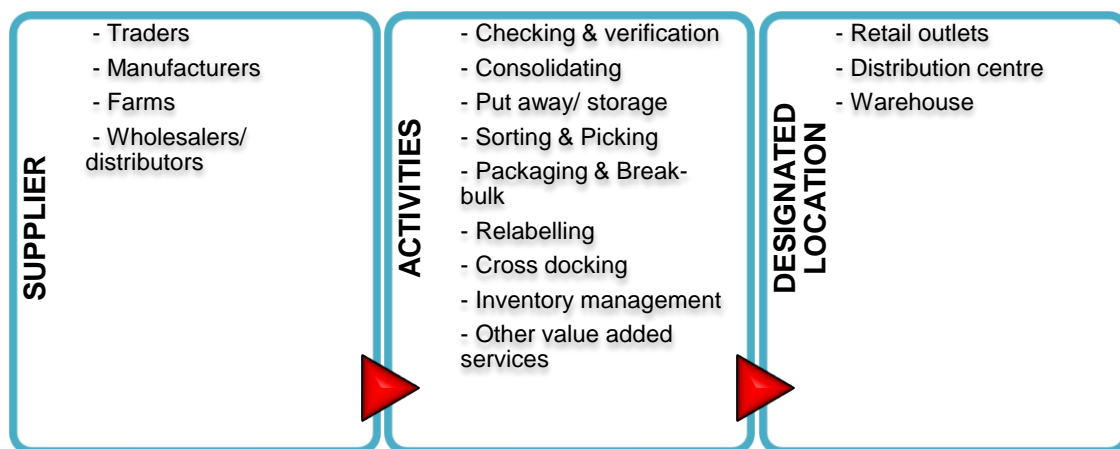 SUPPLIER
- Traders
- Manufacturers
- Farms
- Wholesalers/
distributors
ACTIVITIES
- Checking & verification
- Consolidating
- Put away/ storage
- Sorting & Picking
- Packaging & Break-
bulk
- Relabelling
- Cross docking
- Inventory management
- Other value added
services
DESIGNATED
LOCATION
- Retail outlets
- Distribution centre
- Warehouse